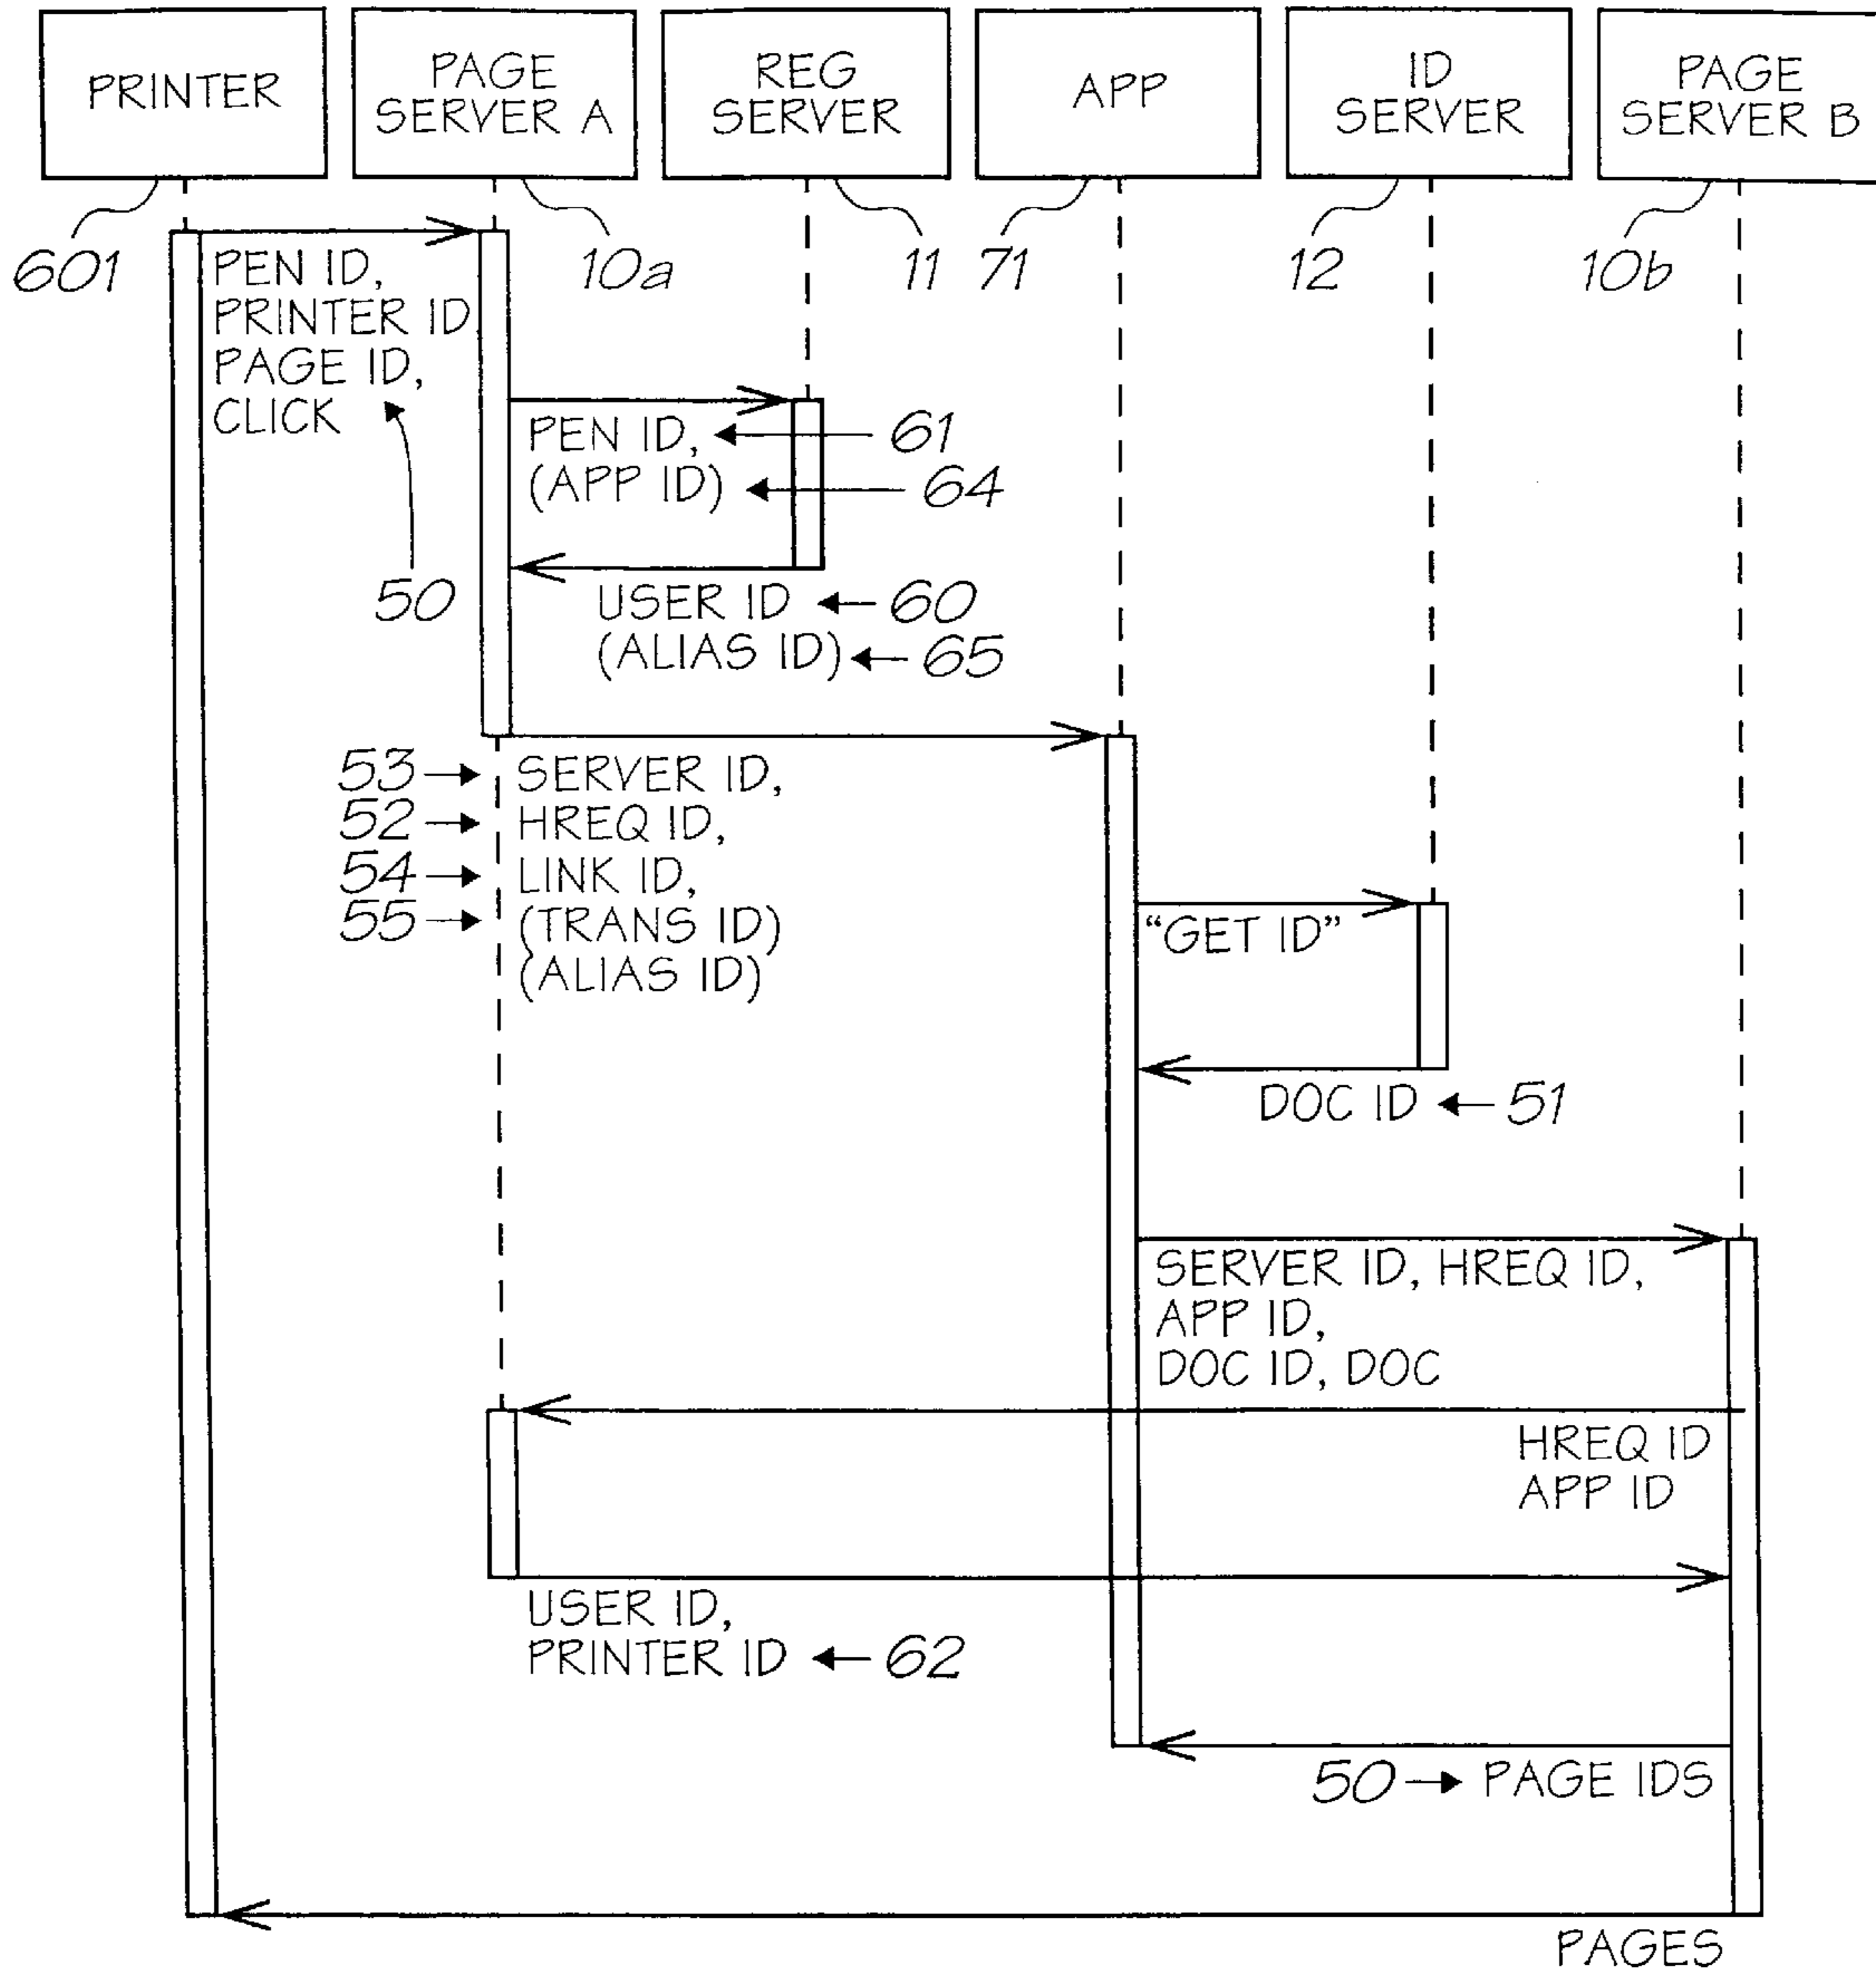 PRINTER
PAGE
SERVER A
REG
SERVER
APP
ID
SERVER
PAGE
SERVER B
601
10a
11
71
12
10b
PEN ID,
PRINTER ID
PAGE ID,
CLICK
50
PEN ID,
61
(APP ID)
64
USER ID
60
(ALIAS ID)
65
53
SERVER ID,
52
HREQ ID,
54
LINK ID,
55
(TRANS ID)
(ALIAS ID)
“GET ID”
DOC ID
51
SERVER ID, HREQ ID,
APP ID,
DOC ID, DOC
HREQ ID
APP ID
USER ID,
PRINTER ID
62
50
PAGE IDS
PAGES